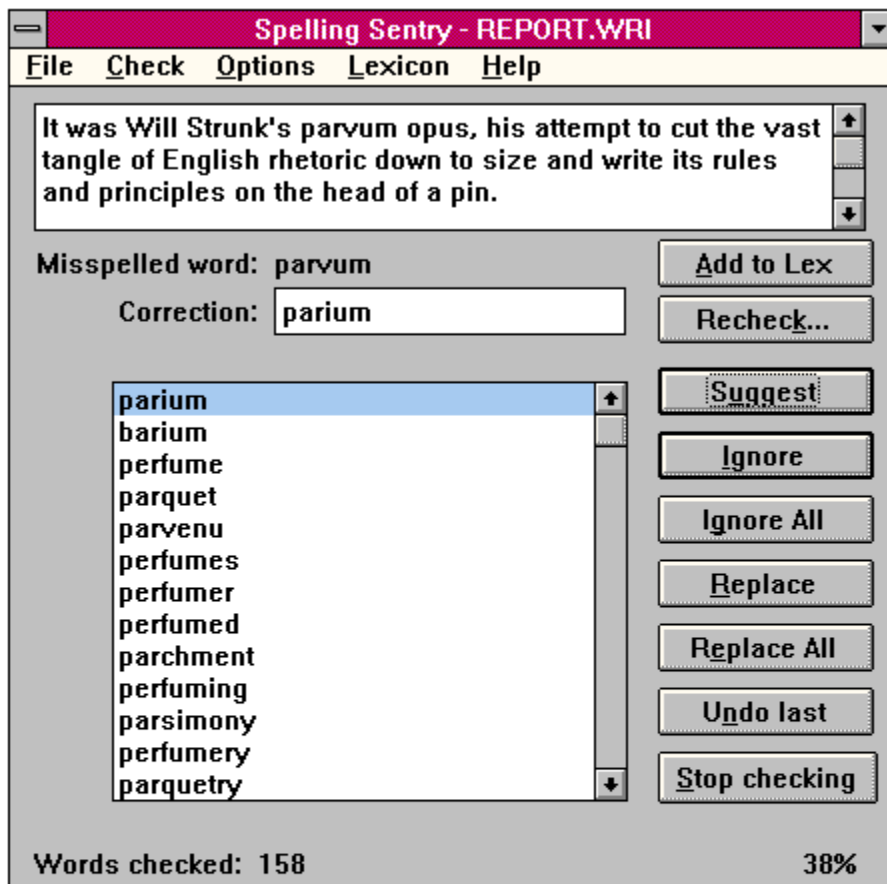 Spelling Sentry - REPORT.WRI
File Check Options Lexicon Help
It was Will Strunk's parvum opus, his attempt to cut the vast
tangle of English rhetoric down to size and write its rules
and principles on the head of a pin.
Misspelled word: parvum
Add to Lex
Correction: parium
Recheck...
parium
barium
perfume
parquet
parvenu
perfumes
perfumer
perfumed
parchment
perfuming
parsimony
perfumery
parquetry
Suggest
Ignore
Ignore All
Replace
Replace All
Undo last
Stop checking
Words checked: 158
38%